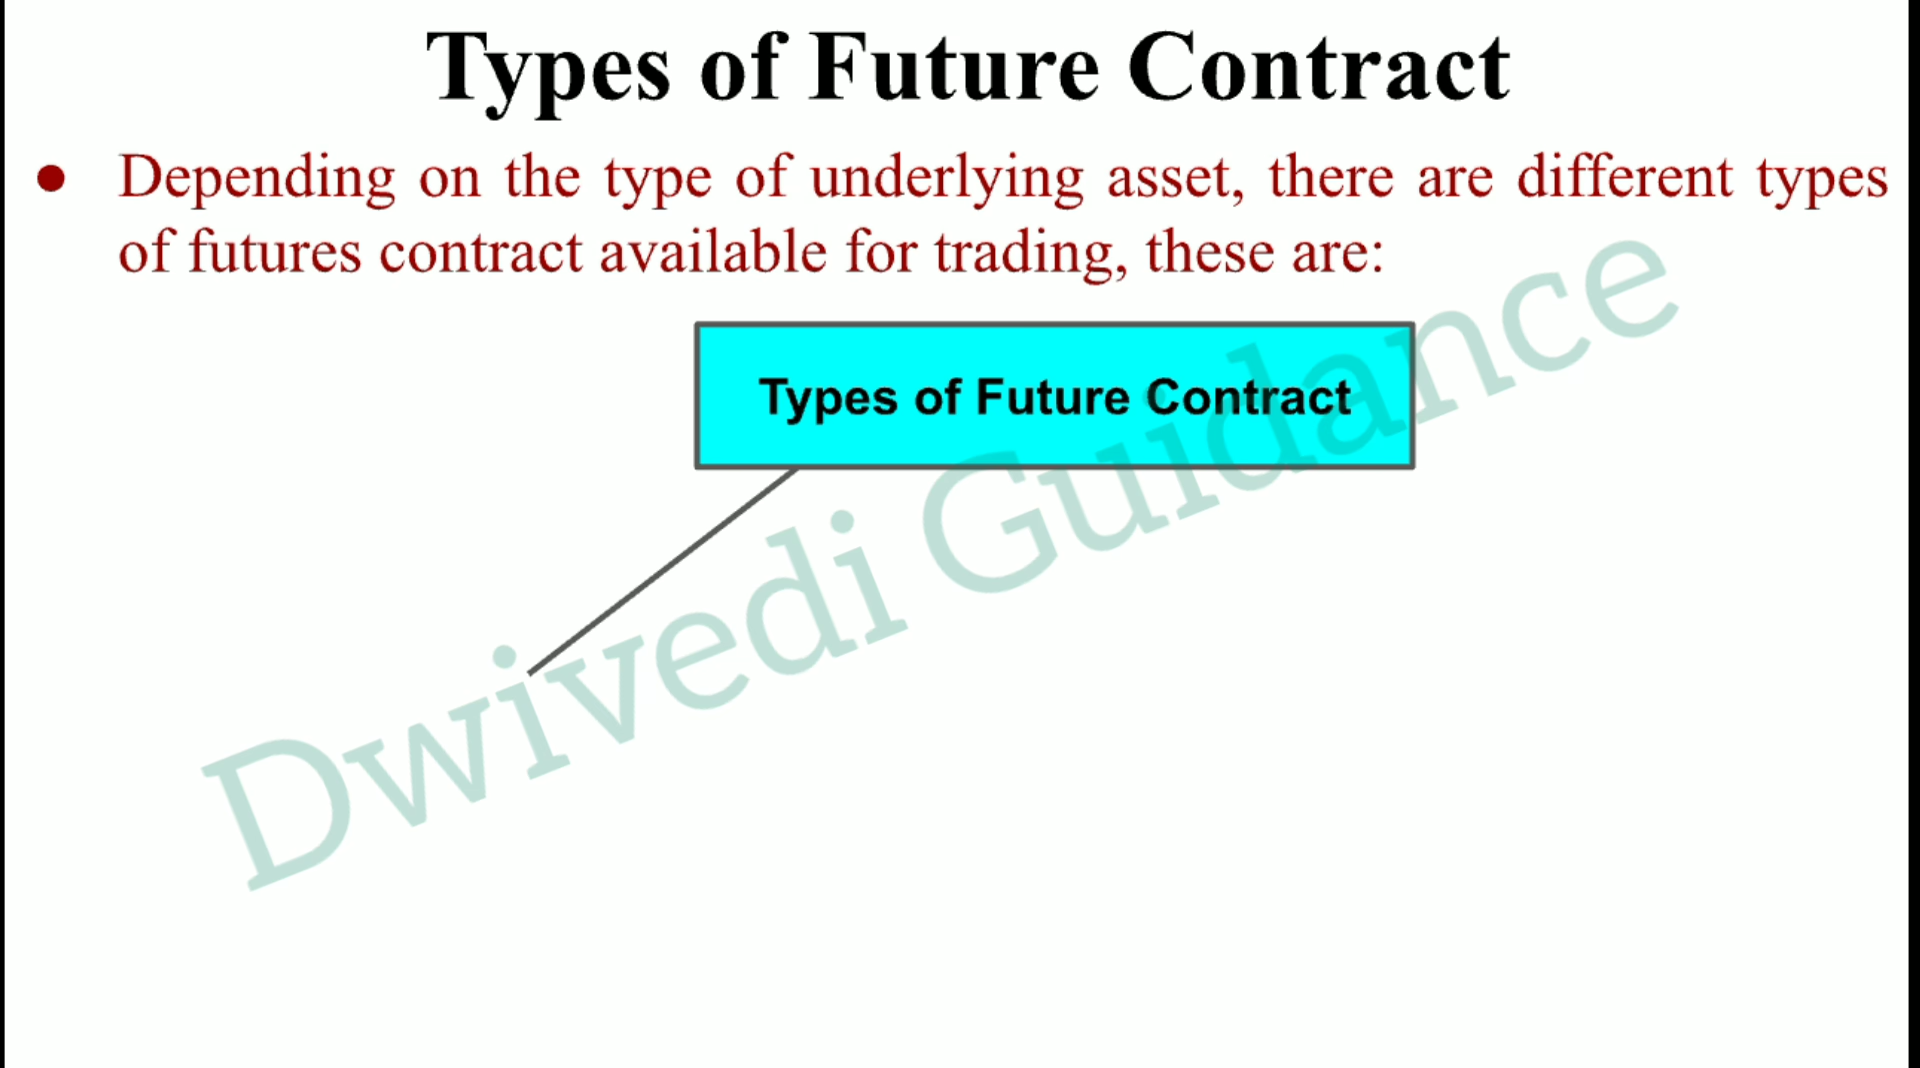 Types of Future Contract
● Depending on the type of underlying asset, there are different types
of futures contract available for trading, these are:
Types of Future Contract
Dwivedi Guidance